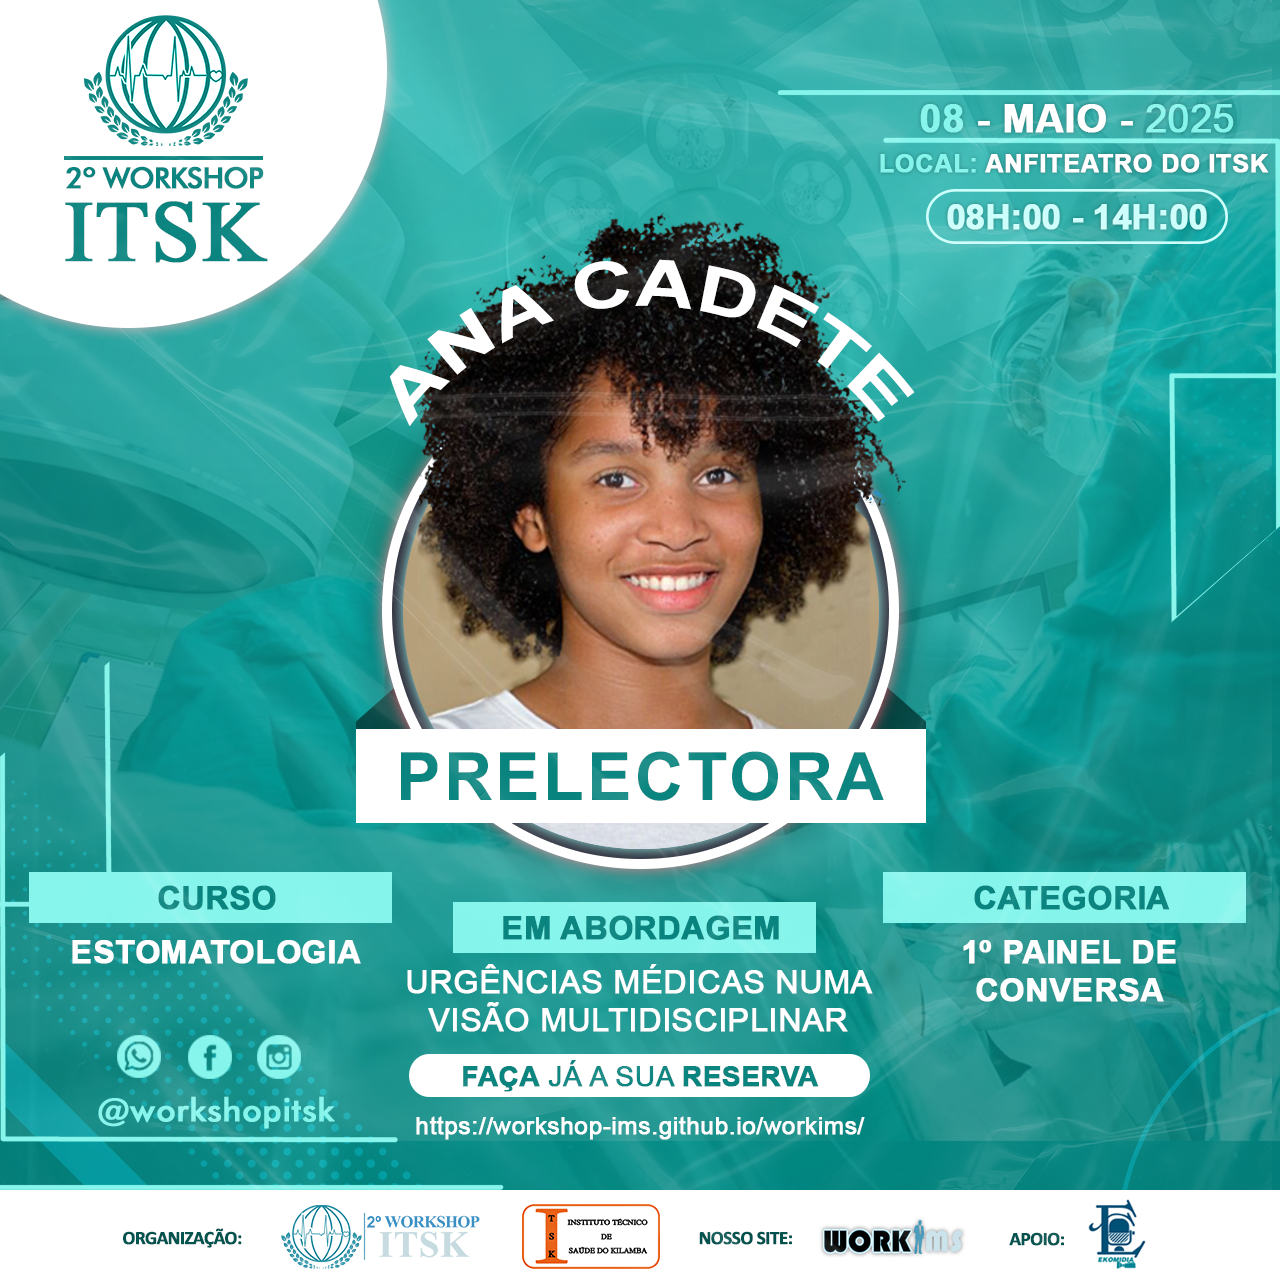 2º WORKSHOP
ITSK
08 - MAIO - 2025
LOCAL: ANFITEATRO DO ITSK
08H:00 - 14H:00
ANA CADETE
PRELECTORA
CURSO
ESTOMATOLOGIA
EM ABORDAGEM
URGÊNCIAS MÉDICAS NUMA
VISÃO MULTIDISCIPLINAR
CATEGORIA
1º PAINEL DE
CONVERSA
FAÇA JÁ A SUA RESERVA
https://workshop-ims.github.io/workims/
@workshopitsk
ORGANIZAÇÃO:
2º WORKSHOP
ITSK
ITSK
INSTITUTO TÉCNICO
DE
SAÚDE DO KILAMBA
NOSSO SITE:
WORKIMS
APOIO:
EKOMIDIA